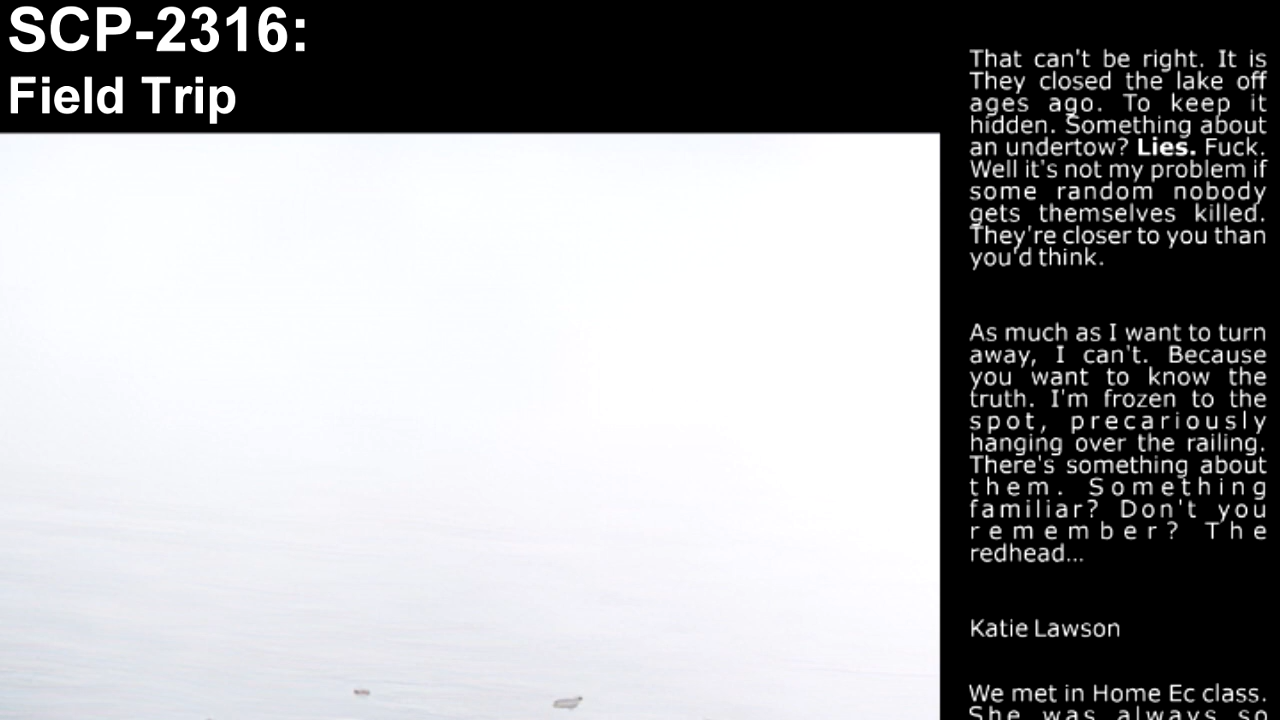 SCP-2316:
Field Trip
That can't be right. It is
They closed the lake off
ages ago. To keep it
hidden. Something about
an undertow? Lies. Fuck.
Well it's not my problem if
some random nobody
gets themselves killed.
They're closer to you than
you'd think.
As much as I want to turn
away, I can't. Because
you want to know the
truth. I'm frozen to the
spot, precariously
hanging over the railing.
There's something about
them. Something
familiar? Don't you
remember? The
redhead...
Katie Lawson
We met in Home Ec class.
She was always so